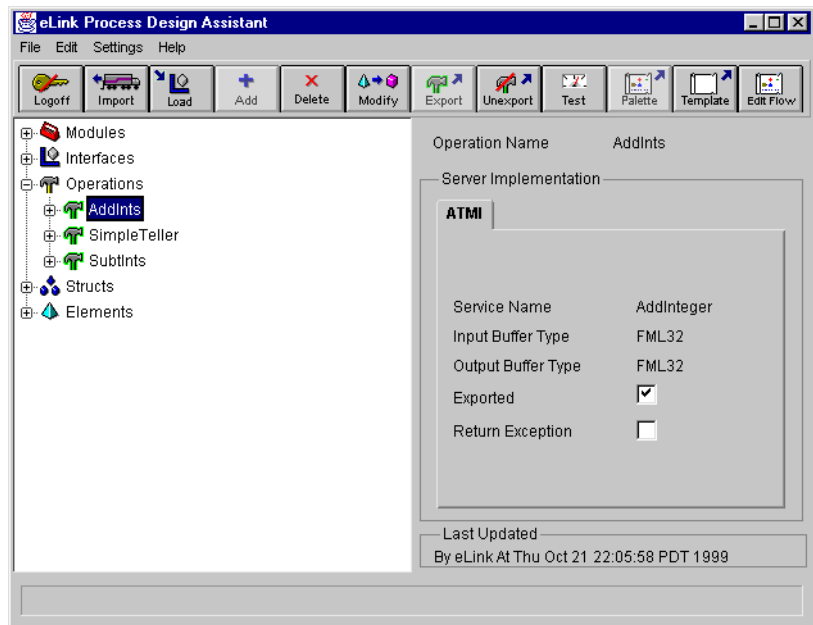 eLink Process Design Assistant
File Edit Settings Help
Logoff Import Load Add Delete Modify Export Unexport Test Palette Template Edit Flow
Modules
Interfaces
Operations
AddInts
SimpleTeller
SubtInts
Structs
Elements
Operation Name AddInts
Server Implementation
ATMI
Service Name AddInteger
Input Buffer Type FML32
Output Buffer Type FML32
Exported
Return Exception
Last Updated
By eLink At Thu Oct 21 22:05:58 PDT 1999